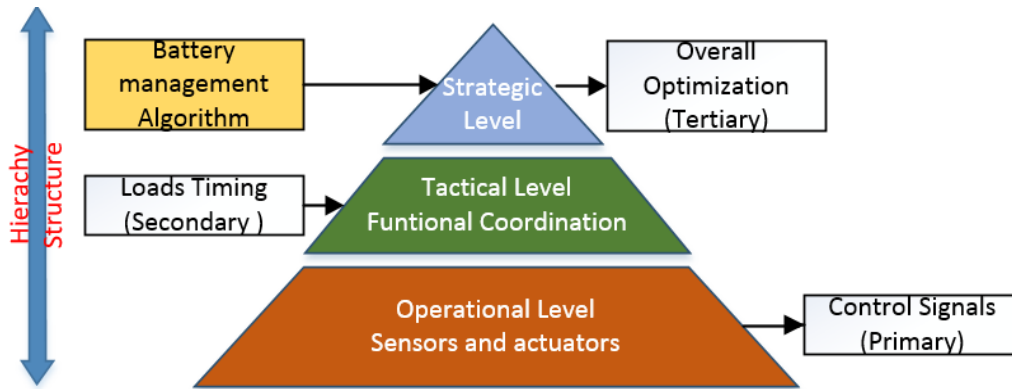 Battery
management
Algorithm
Strategic
Level
Overall
Optimization
(Tertiary)
Hierachy
Structure
Loads Timing
(Secondary )
Tactical Level
Funtional Coordination
Operational Level
Sensors and actuators
Control Signals
(Primary)